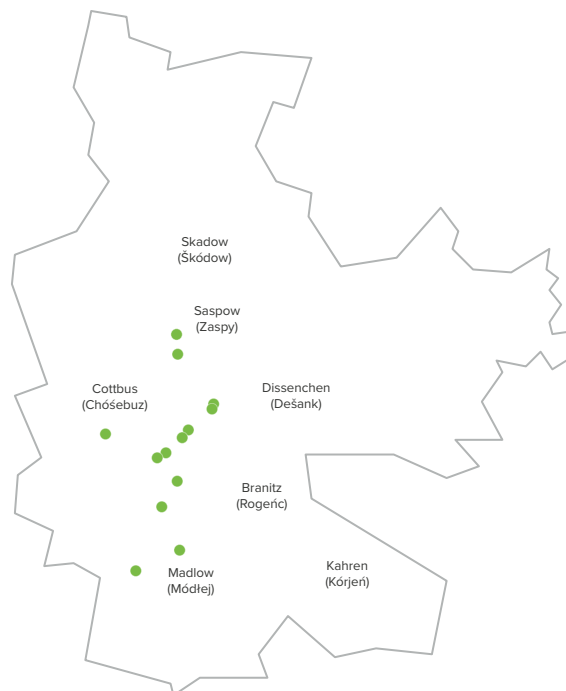 Skadow
(Škódow)
Saspow
(Zaspy)
Cottbus
(Chóśebuz)
Dissenchen
(Dešank)
Branitz
(Rogeńc)
Kahren
(Kórjeń)
Madlow
(Módłej)